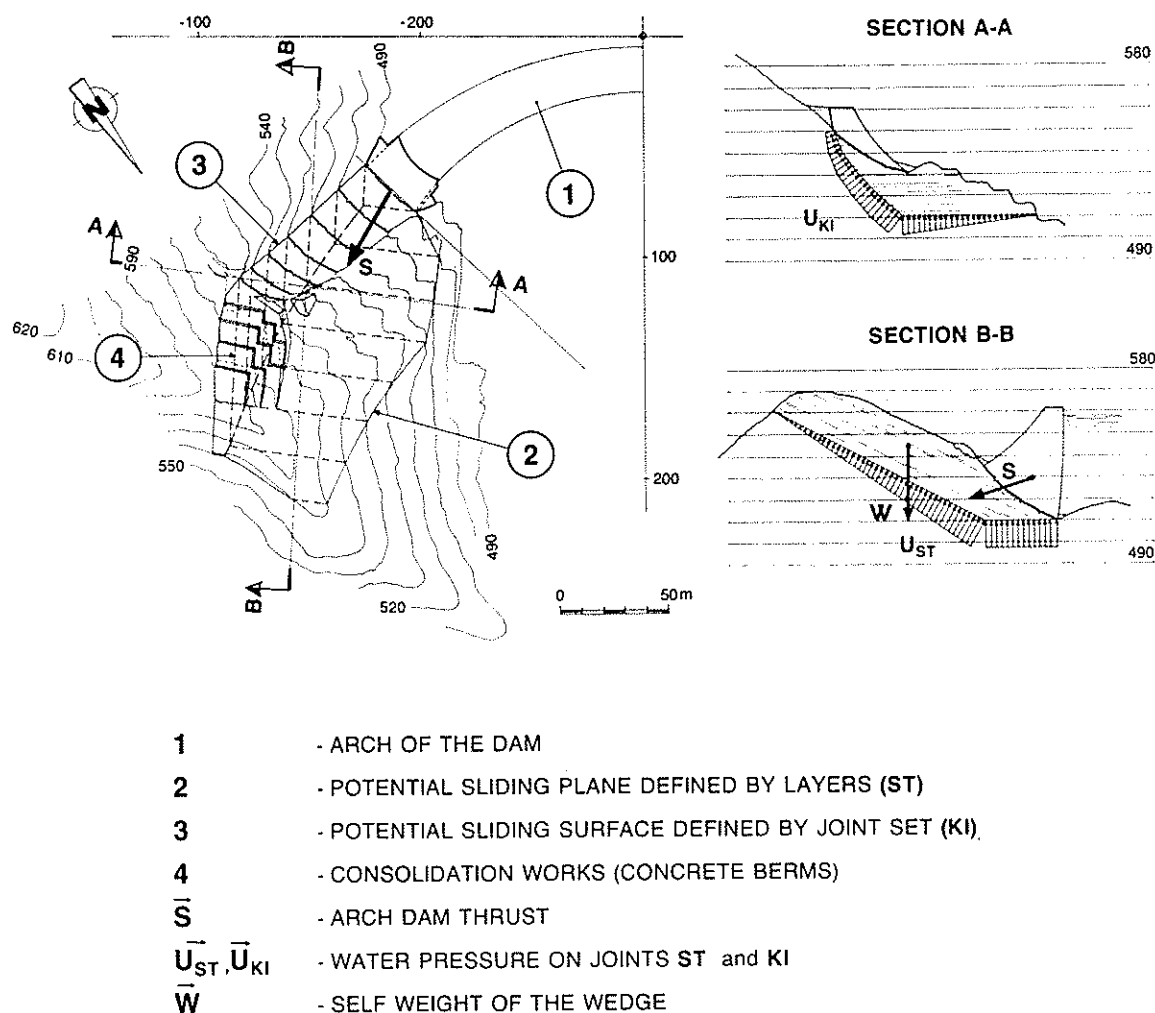 -100
-200
SECTION A-A
580
B
490
N
540
3
1
U_KI
490
A
S
100
590
A
620
610
4
SECTION B-B
580
2
S
550
W
200
U_ST
490
490
B
520
0 50 m
1 - ARCH OF THE DAM
2 - POTENTIAL SLIDING PLANE DEFINED BY LAYERS (ST)
3 - POTENTIAL SLIDING SURFACE DEFINED BY JOINT SET (KI).
4 - CONSOLIDATION WORKS (CONCRETE BERMS)
S - ARCH DAM THRUST
U_ST, U_KI - WATER PRESSURE ON JOINTS ST and KI
W - SELF WEIGHT OF THE WEDGE